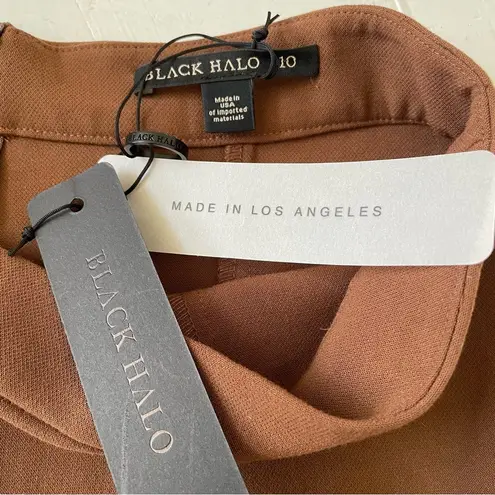 BLACK HALO 10
Made in
USA
of imported
materials
BLACK HALO
MADE IN LOS ANGELES
BLACK HALO